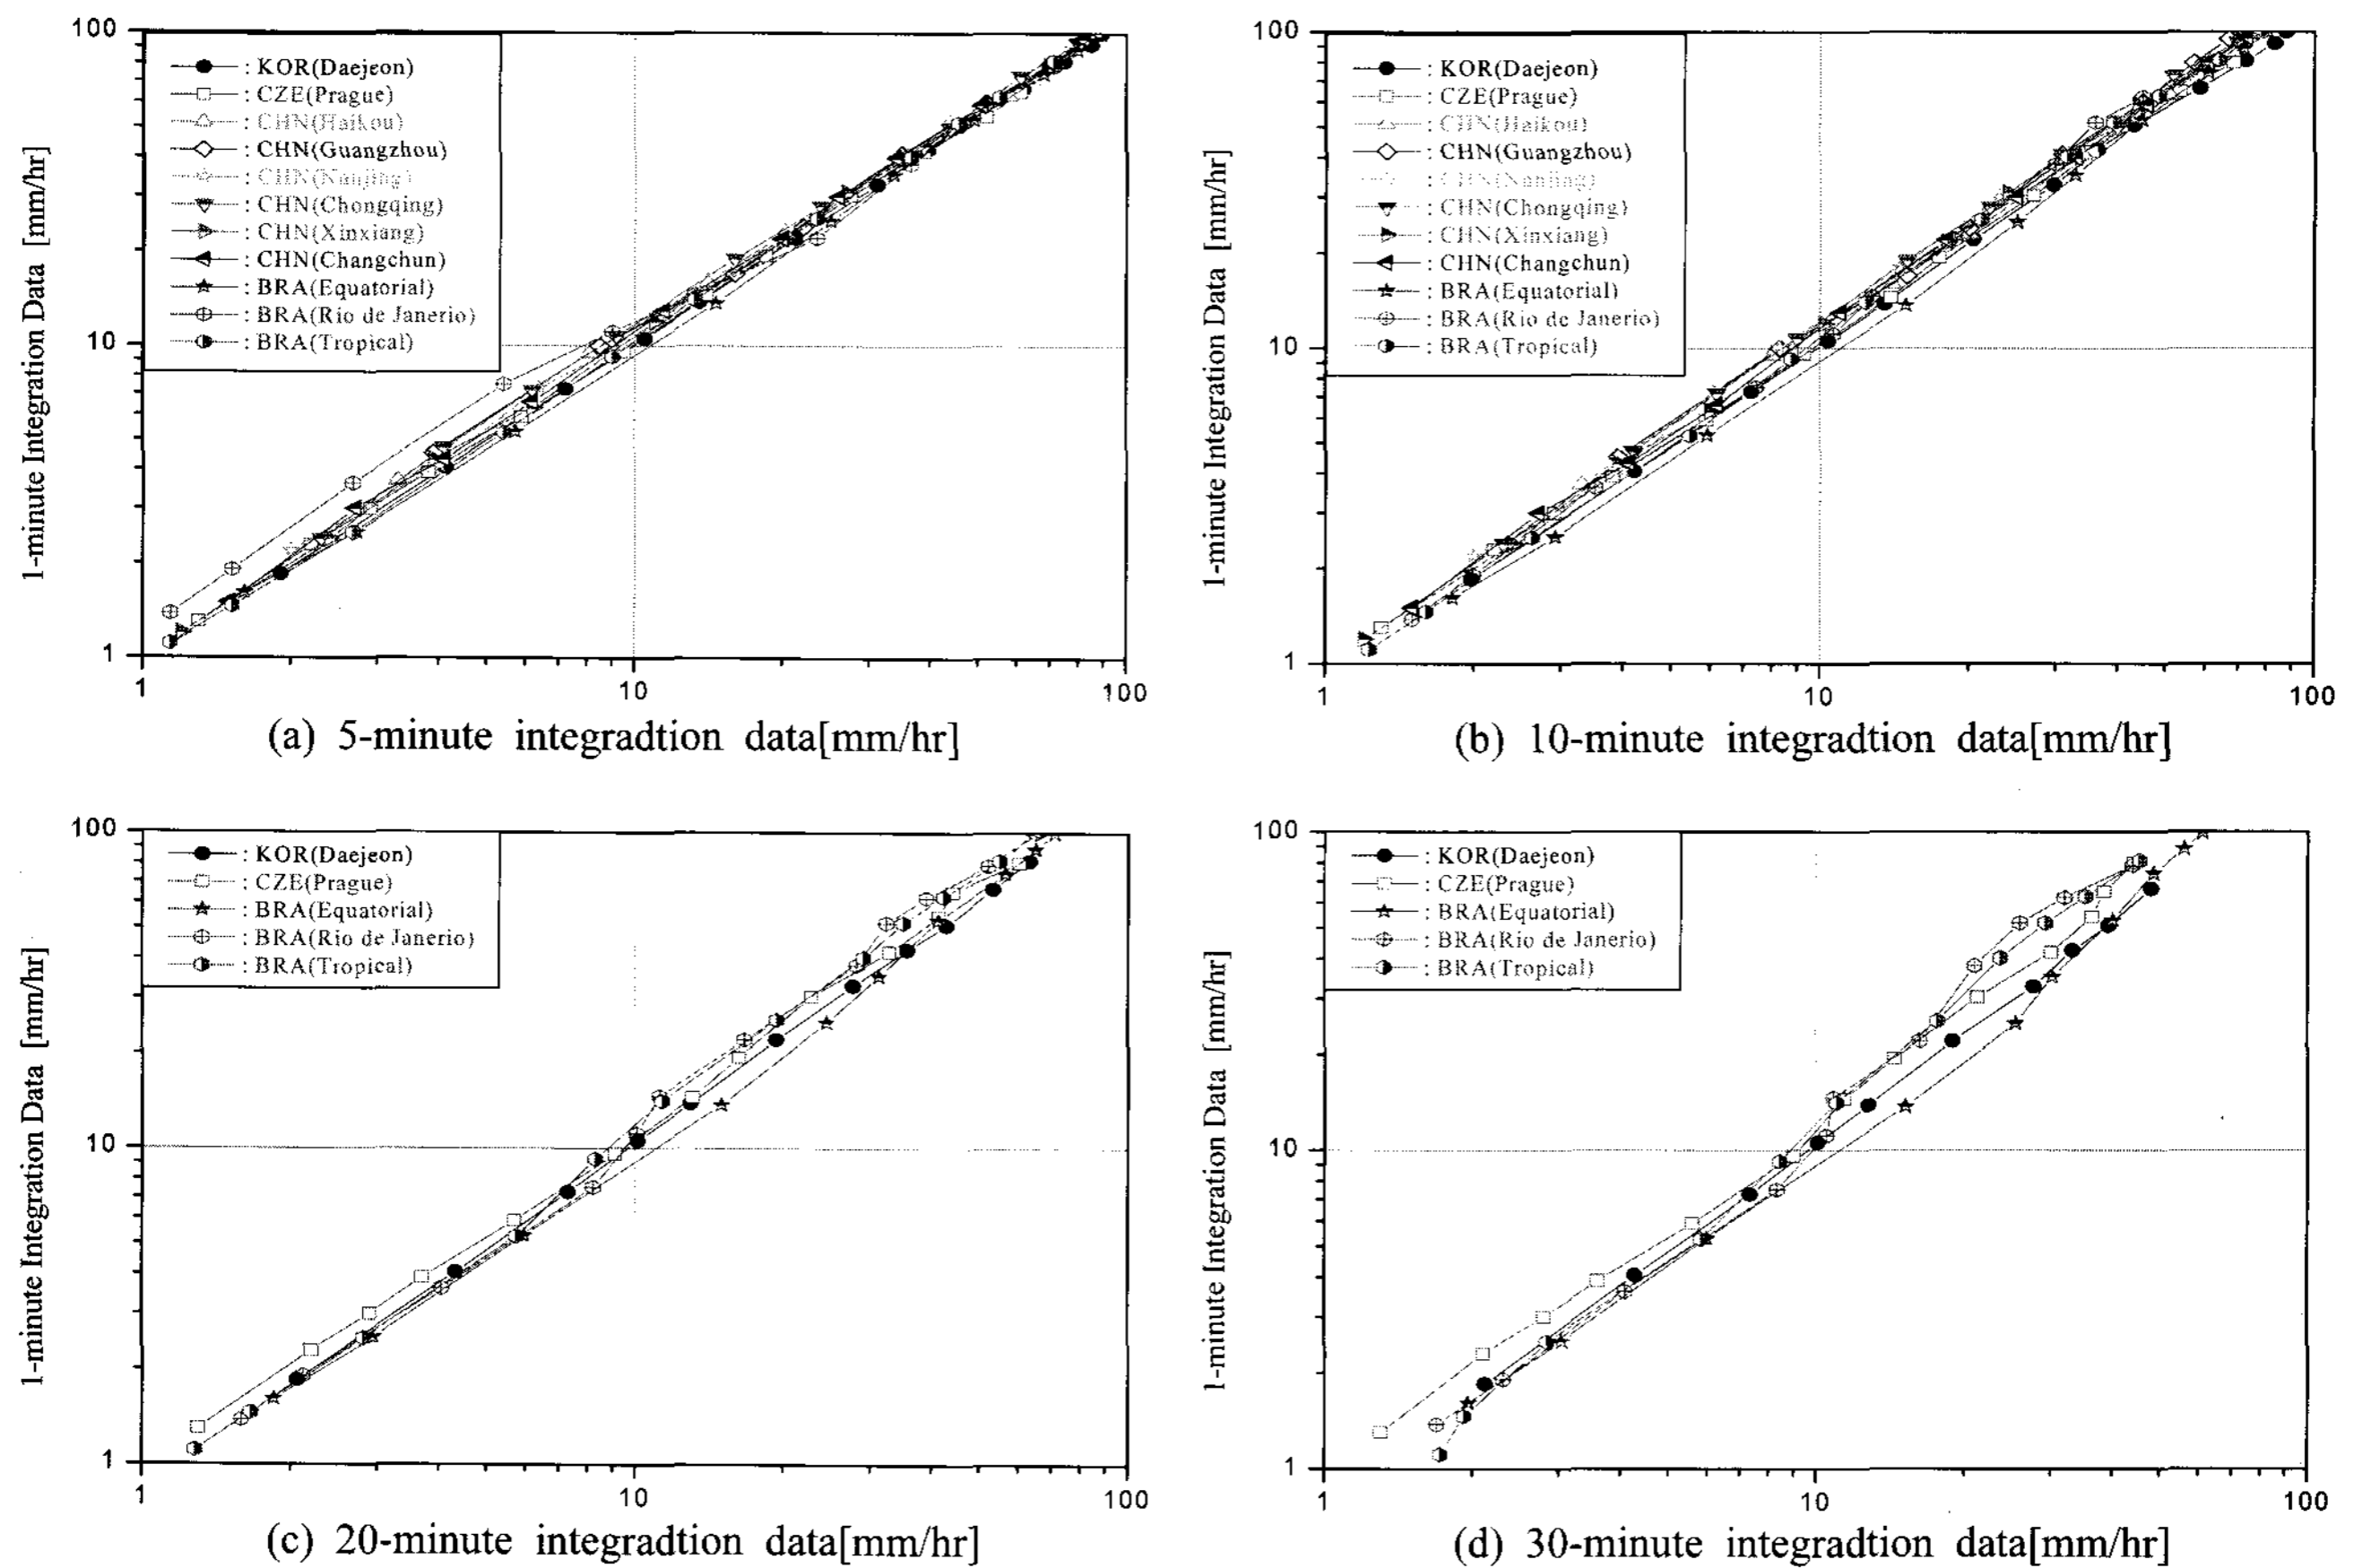 1-minute Integration Data [mm/hr]
100
10
1
: KOR(Daejeon)
: CZE(Prague)
: CHN(Haikou)
: CHN(Guangzhou)
: CHN(Nanjing)
: CHN(Chongqing)
: CHN(Xinxiang)
: CHN(Changchun)
: BRA(Equatorial)
: BRA(Rio de Janerio)
: BRA(Tropical)
1 10 100
(a) 5-minute integradtion data[mm/hr]
1-minute Integration Data [mm/hr]
100
10
1
: KOR(Daejeon)
: CZE(Prague)
: CHN(Haikou)
: CHN(Guangzhou)
: CHN(Nanjing)
: CHN(Chongqing)
: CHN(Xinxiang)
: CHN(Changchun)
: BRA(Equatorial)
: BRA(Rio de Janerio)
: BRA(Tropical)
1 10 100
(b) 10-minute integradtion data[mm/hr]
1-minute Integration Data [mm/hr]
100
10
1
: KOR(Daejeon)
: CZE(Prague)
: BRA(Equatorial)
: BRA(Rio de Janerio)
: BRA(Tropical)
1 10 100
(c) 20-minute integradtion data[mm/hr]
1-minute Integration Data [mm/hr]
100
10
1
: KOR(Daejeon)
: CZE(Prague)
: BRA(Equatorial)
: BRA(Rio de Janerio)
: BRA(Tropical)
1 10 100
(d) 30-minute integradtion data[mm/hr]